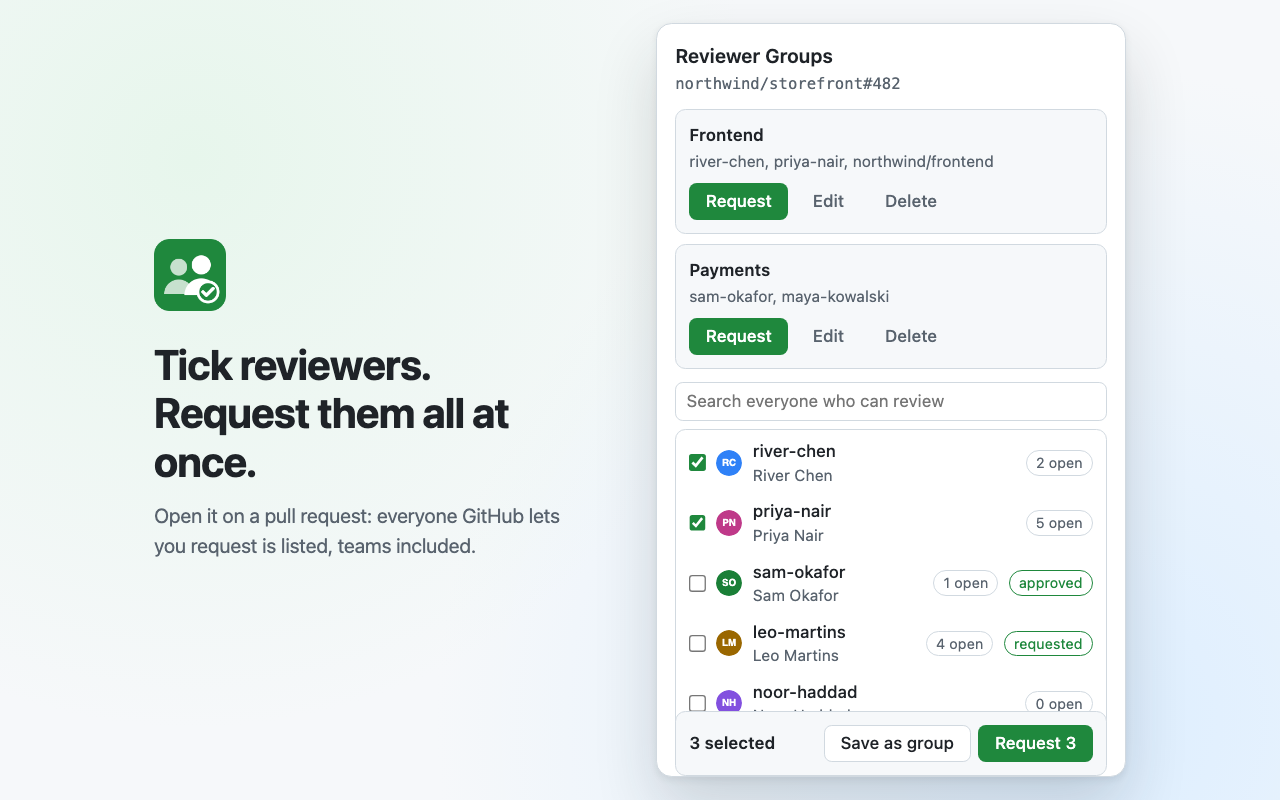 Tick reviewers.
Request them all at
once.
Open it on a pull request: everyone GitHub lets
you request is listed, teams included.
Reviewer Groups
northwind/storefront#482
Frontend
river-chen, priya-nair, northwind/frontend
Request Edit Delete
Payments
sam-okafor, maya-kowalski
Request Edit Delete
Search everyone who can review
RC river-chen 2 open
River Chen
PN priya-nair 5 open
Priya Nair
SO sam-okafor 1 open approved
Sam Okafor
LM leo-martins 4 open requested
Leo Martins
NH noor-haddad 0 open
3 selected Save as group Request 3